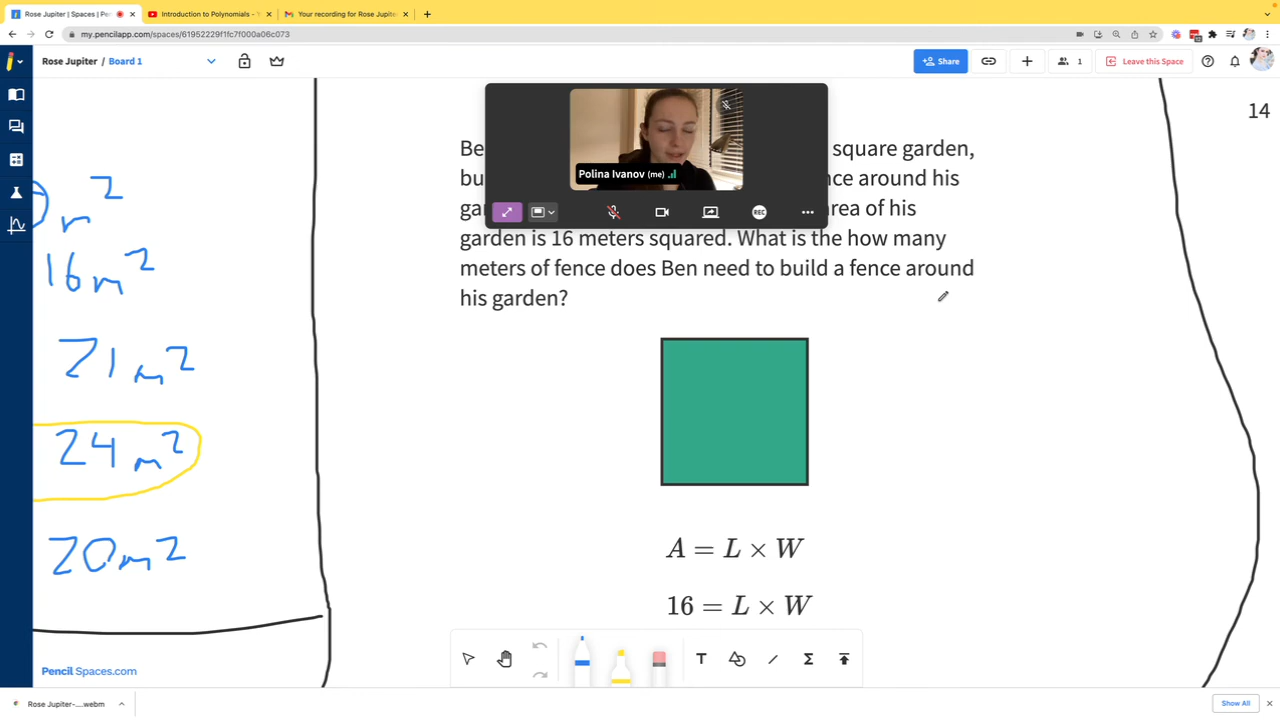 Rose Jupiter | Spaces | Pe
Introduction to Polynomials -
Your recording for Rose Jupite
my.pencilapp.com/spaces/61952229f1fc7f000a06c073
Rose Jupiter / Board 1
Share
1
Leave this Space
14
Polina Ivanov (me)
REC
Be square garden,
bu nce around his
ga rea of his
garden is 16 meters squared. What is the how many
meters of fence does Ben need to build a fence around
his garden?
m²
16m²
21m²
24m²
20m²
A = L × W
16 = L × W
T
Σ
Pencil Spaces.com
Rose Jupiter-....webm
Show All